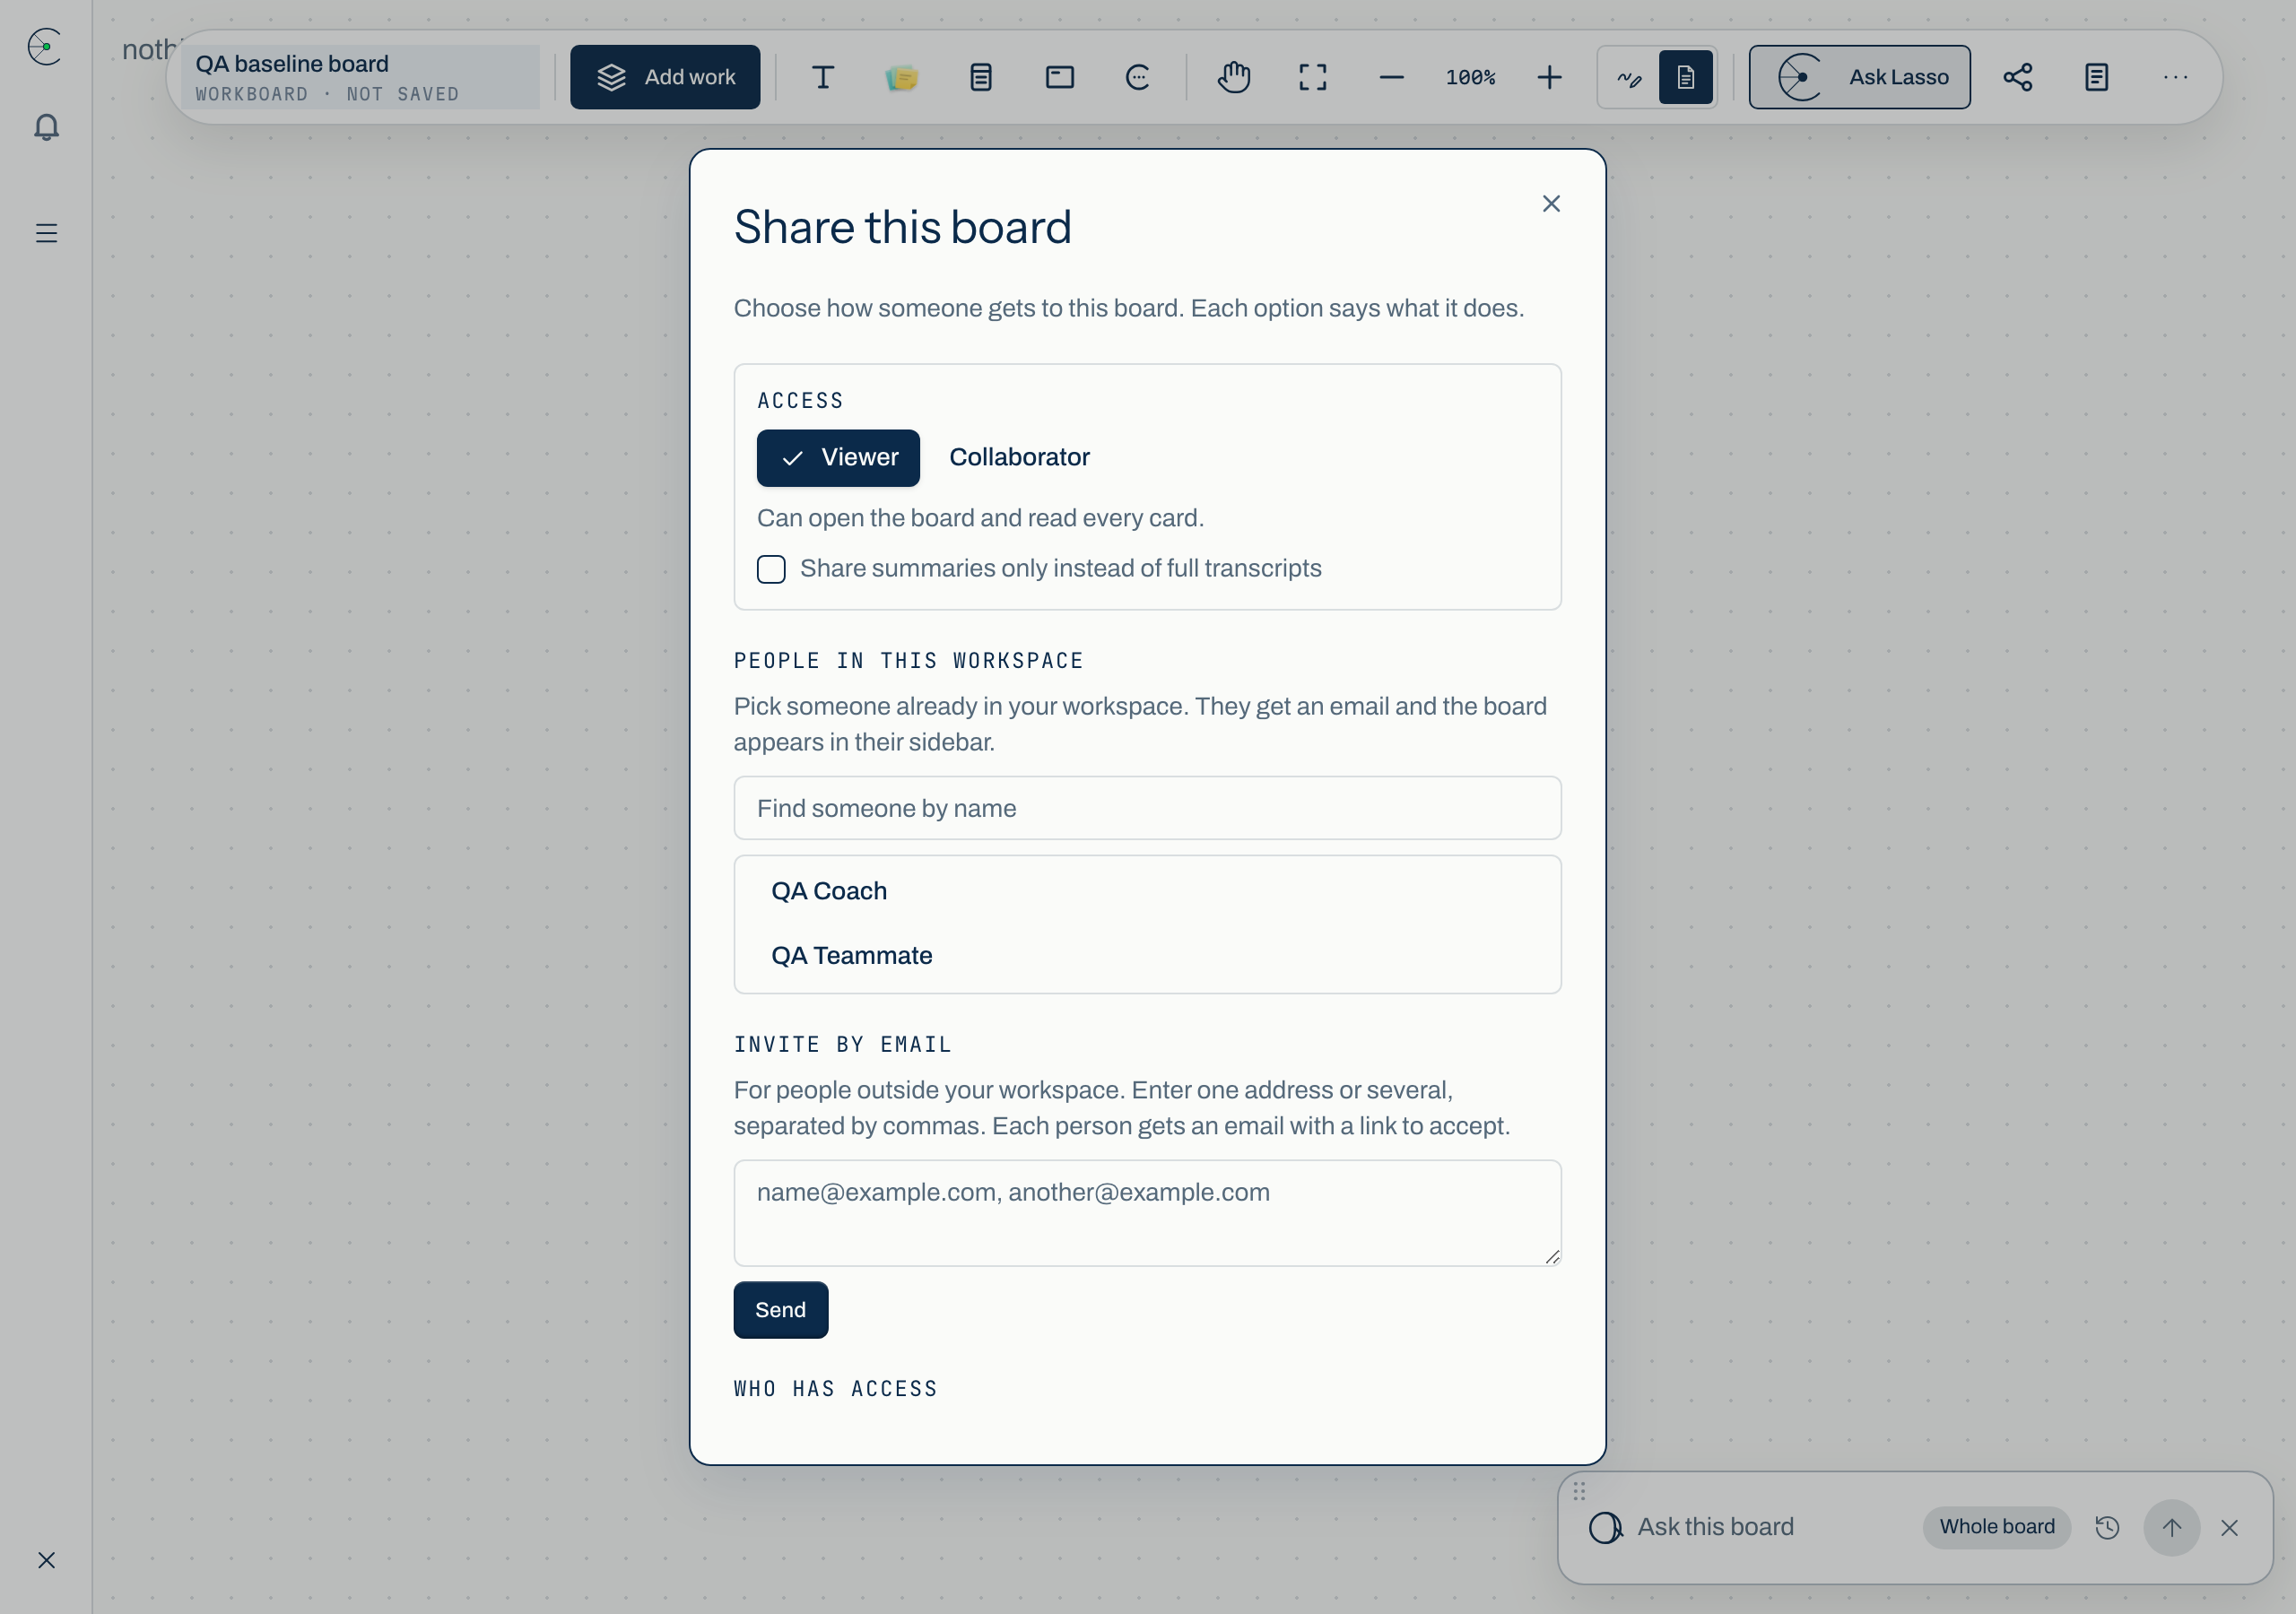 noth
QA baseline board
WORKBOARD · NOT SAVED
Add work
100%
Ask Lasso
Share this board
Choose how someone gets to this board. Each option says what it does.
ACCESS
Viewer
Collaborator
Can open the board and read every card.
Share summaries only instead of full transcripts
PEOPLE IN THIS WORKSPACE
Pick someone already in your workspace. They get an email and the board
appears in their sidebar.
Find someone by name
QA Coach
QA Teammate
INVITE BY EMAIL
For people outside your workspace. Enter one address or several,
separated by commas. Each person gets an email with a link to accept.
name@example.com, another@example.com
Send
WHO HAS ACCESS
Ask this board
Whole board